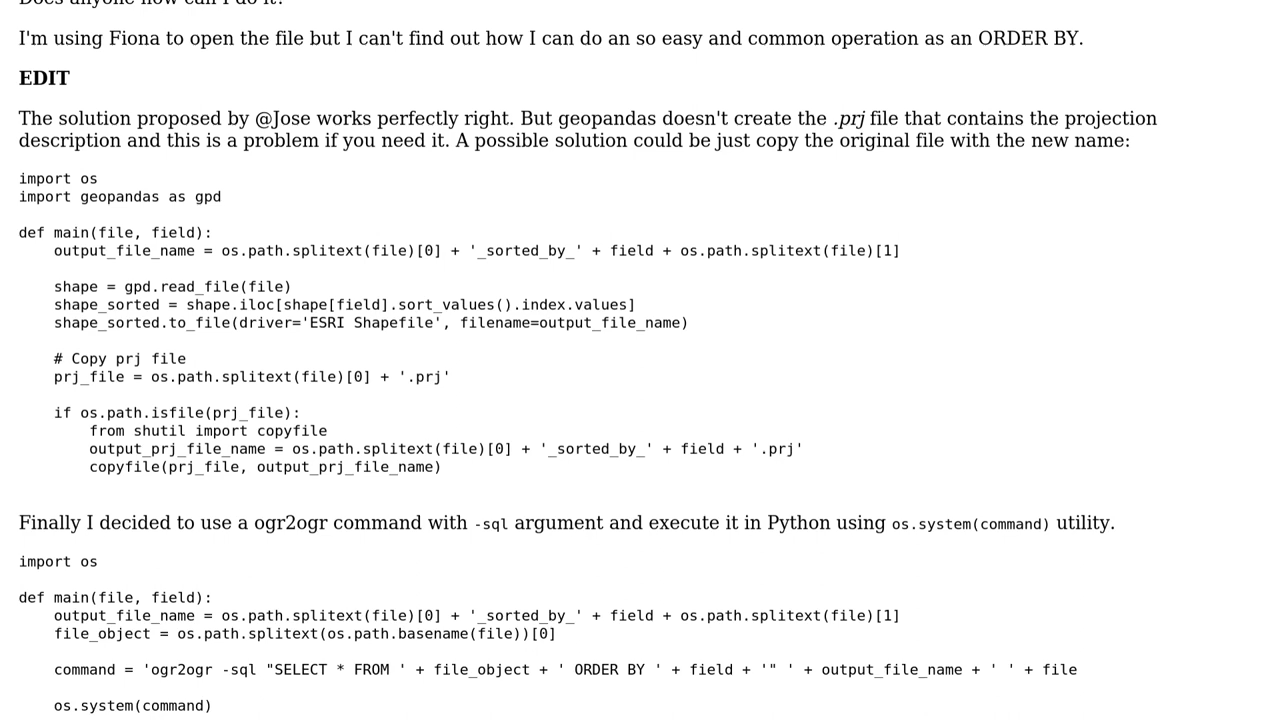 Does anyone how can I do it?
I'm using Fiona to open the file but I can't find out how I can do an so easy and common operation as an ORDER BY.
EDIT
The solution proposed by @Jose works perfectly right. But geopandas doesn't create the .prj file that contains the projection
description and this is a problem if you need it. A possible solution could be just copy the original file with the new name:
import os
import geopandas as gpd
def main(file, field):
    output_file_name = os.path.splitext(file)[0] + '_sorted_by_' + field + os.path.splitext(file)[1]
    shape = gpd.read_file(file)
    shape_sorted = shape.iloc[shape[field].sort_values().index.values]
    shape_sorted.to_file(driver='ESRI Shapefile', filename=output_file_name)
    # Copy prj file
    prj_file = os.path.splitext(file)[0] + '.prj'
    if os.path.isfile(prj_file):
        from shutil import copyfile
        output_prj_file_name = os.path.splitext(file)[0] + '_sorted_by_' + field + '.prj'
        copyfile(prj_file, output_prj_file_name)
Finally I decided to use a ogr2ogr command with -sql argument and execute it in Python using os.system(command) utility.
import os
def main(file, field):
    output_file_name = os.path.splitext(file)[0] + '_sorted_by_' + field + os.path.splitext(file)[1]
    file_object = os.path.splitext(os.path.basename(file))[0]
    command = 'ogr2ogr -sql "SELECT * FROM ' + file_object + ' ORDER BY ' + field + '" ' + output_file_name + ' ' + file
    os.system(command)